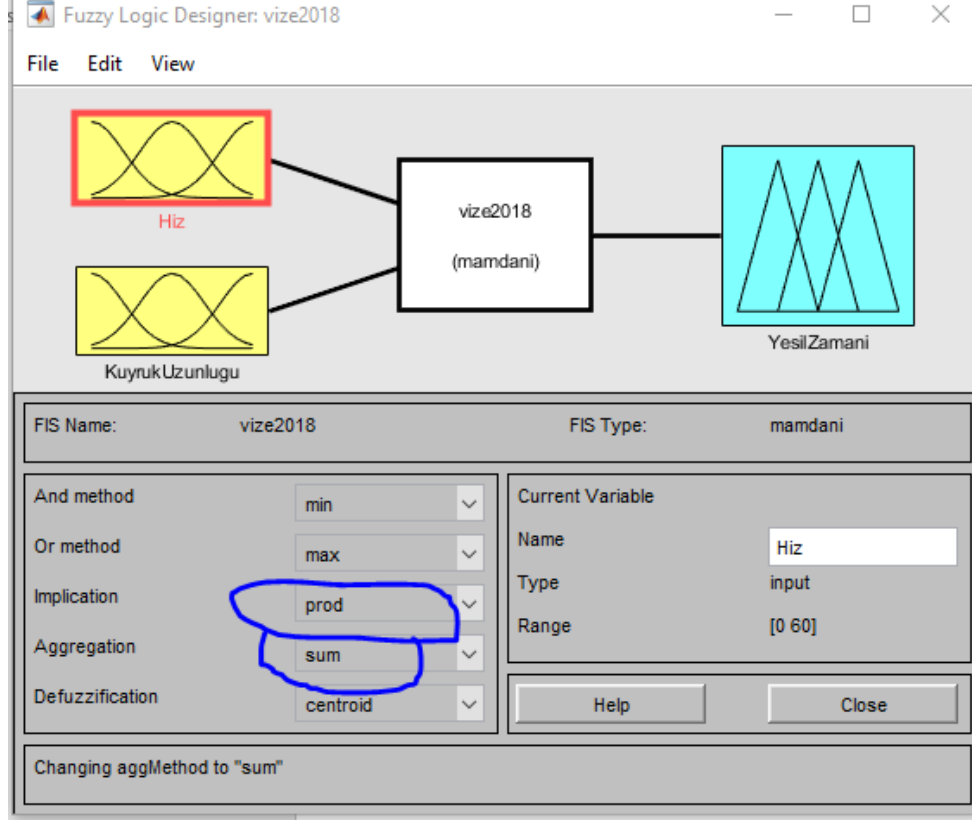 Fuzzy Logic Designer: vize2018
File Edit View
Hiz
KuyrukUzunlugu
vize2018
(mamdani)
YesilZamani
FIS Name: vize2018 FIS Type: mamdani
And method min
Or method max
Implication prod
Aggregation sum
Defuzzification centroid
Current Variable
Name Hiz
Type input
Range [0 60]
Help Close
Changing aggMethod to "sum"